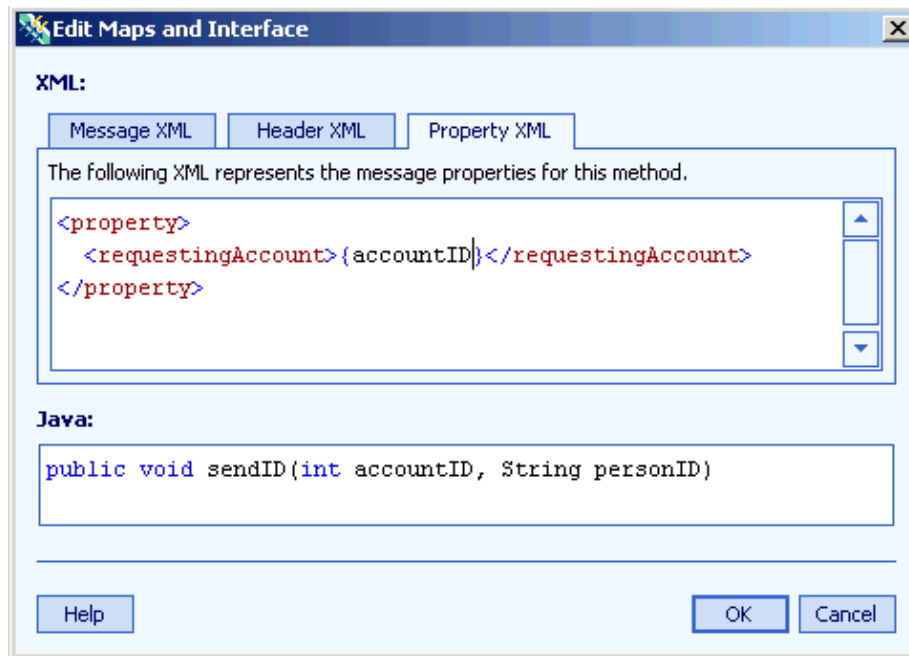 Edit Maps and Interface
XML:
Message XML Header XML Property XML
The following XML represents the message properties for this method.
<property>
  <requestingAccount>{accountID}</requestingAccount>
</property>
Java:
public void sendID(int accountID, String personID)
Help OK Cancel